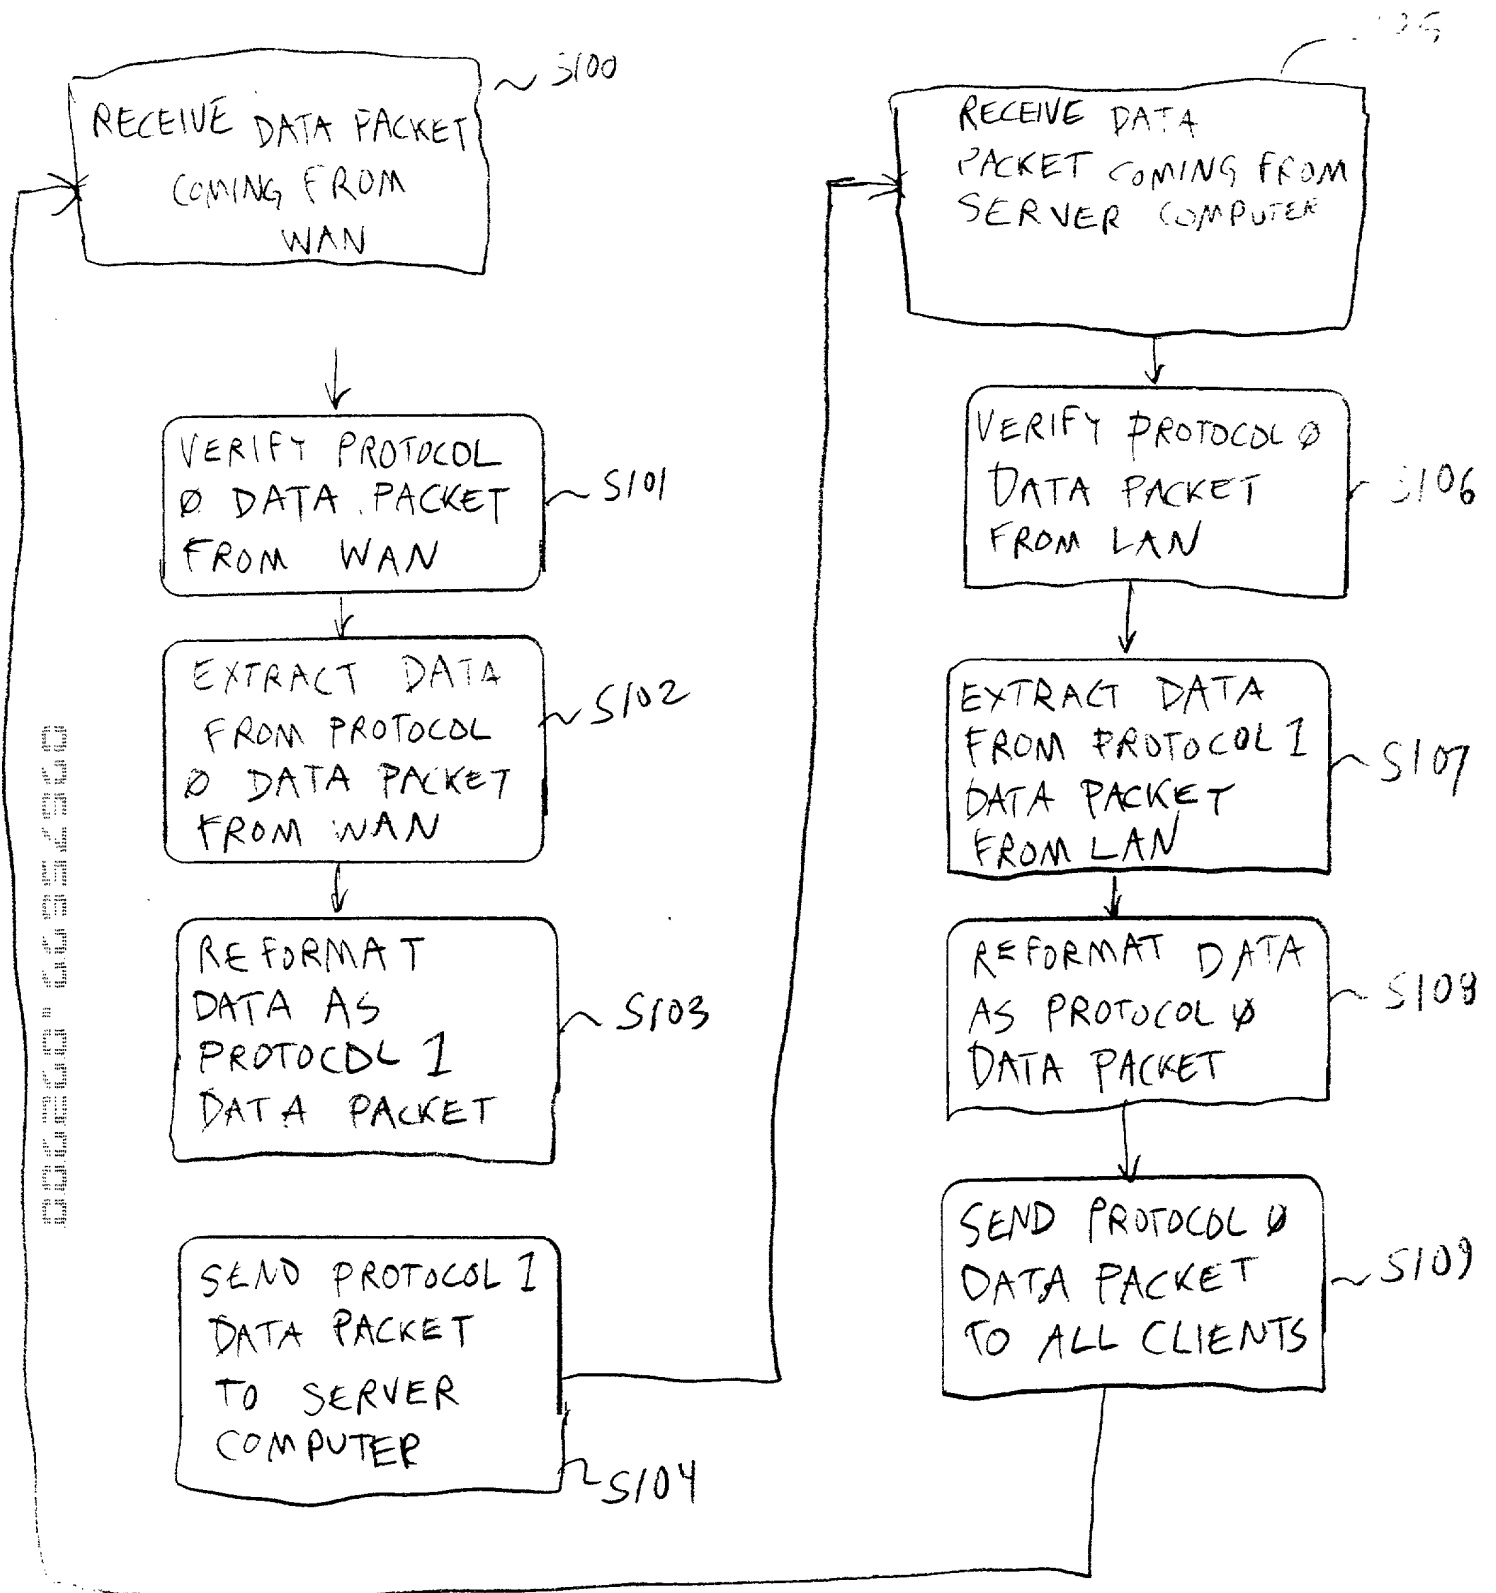 S100
RECEIVE DATA PACKET
COMING FROM
WAN
VERIFY PROTOCOL
Ø DATA PACKET
FROM WAN
S101
EXTRACT DATA
FROM PROTOCOL
Ø DATA PACKET
FROM WAN
S102
REFORMAT
DATA AS
PROTOCOL 1
DATA PACKET
S103
SEND PROTOCOL 1
DATA PACKET
TO SERVER
COMPUTER
S104
RECEIVE DATA
PACKET COMING FROM
SERVER COMPUTER
VERIFY PROTOCOL Ø
DATA PACKET
FROM LAN
S106
EXTRACT DATA
FROM PROTOCOL 1
DATA PACKET
FROM LAN
S107
REFORMAT DATA
AS PROTOCOL Ø
DATA PACKET
S108
SEND PROTOCOL Ø
DATA PACKET
TO ALL CLIENTS
S109